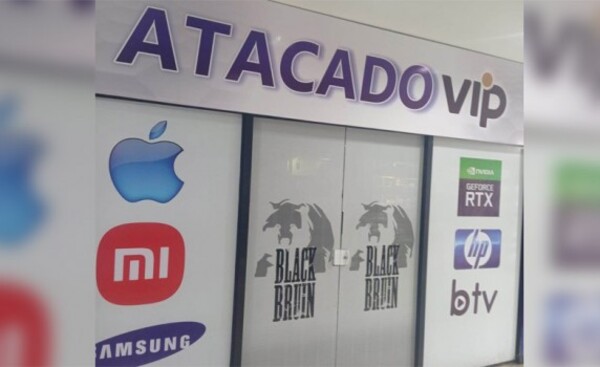 ATACADO VIP
NVIDIA
GEFORCE
RTX
mi
BLACK
BRUIN
BLACK
BRUIN
hp
btv
SAMSUNG